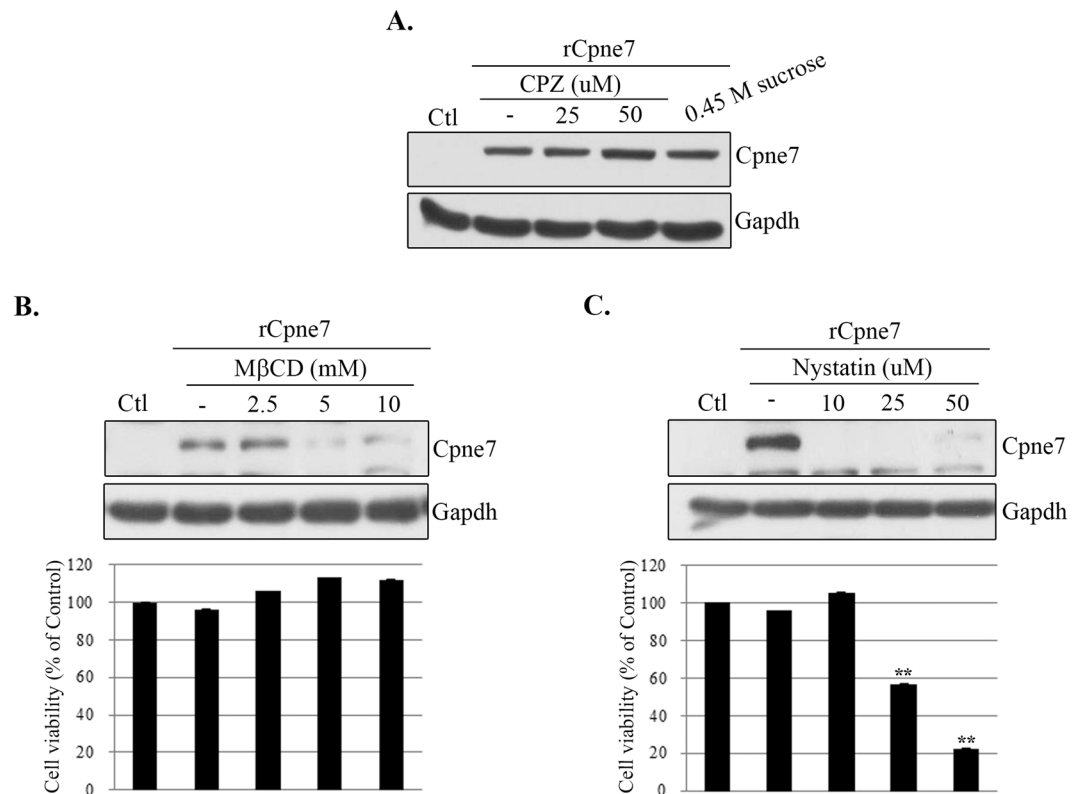 A.
rCpne7
CPZ (uM)
0.45 M sucrose
Ctl - 25 50
Cpne7
Gapdh
B.
rCpne7
MβCD (mM)
Ctl - 2.5 5 10
Cpne7
Gapdh
Cell viability (% of Control)
120
100
80
60
40
20
0
C.
rCpne7
Nystatin (uM)
Ctl - 10 25 50
Cpne7
Gapdh
Cell viability (% of Control)
120
100
80
60
40
20
0
**
**